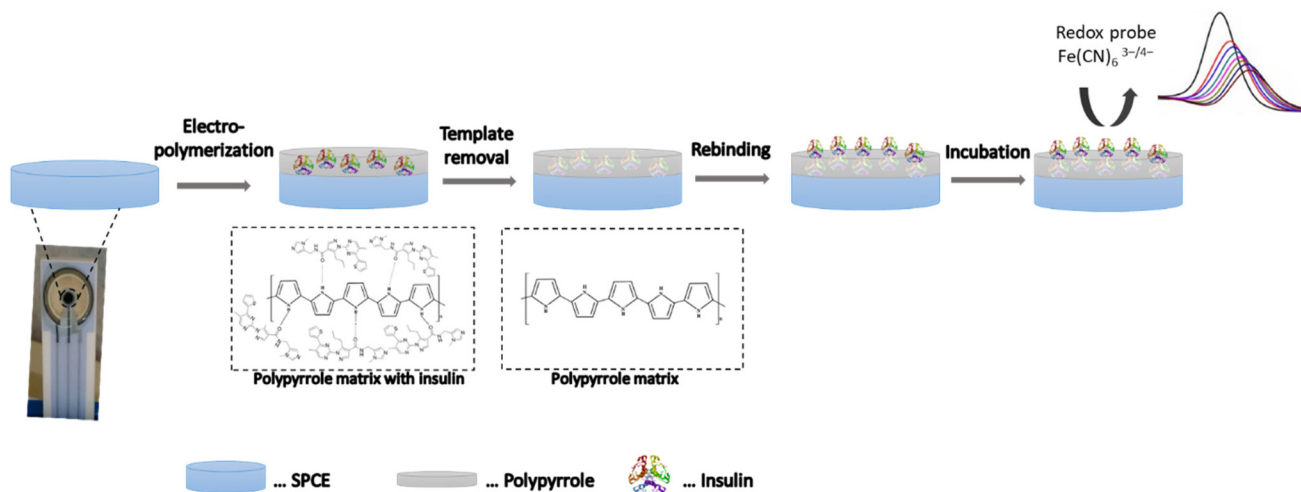 Redox probe
Fe(CN)₆ ³⁻/⁴⁻
Electro-
polymerization
Template
removal
Rebinding
Incubation
Polypyrrole matrix with insulin
Polypyrrole matrix
... SPCE
... Polypyrrole
... Insulin